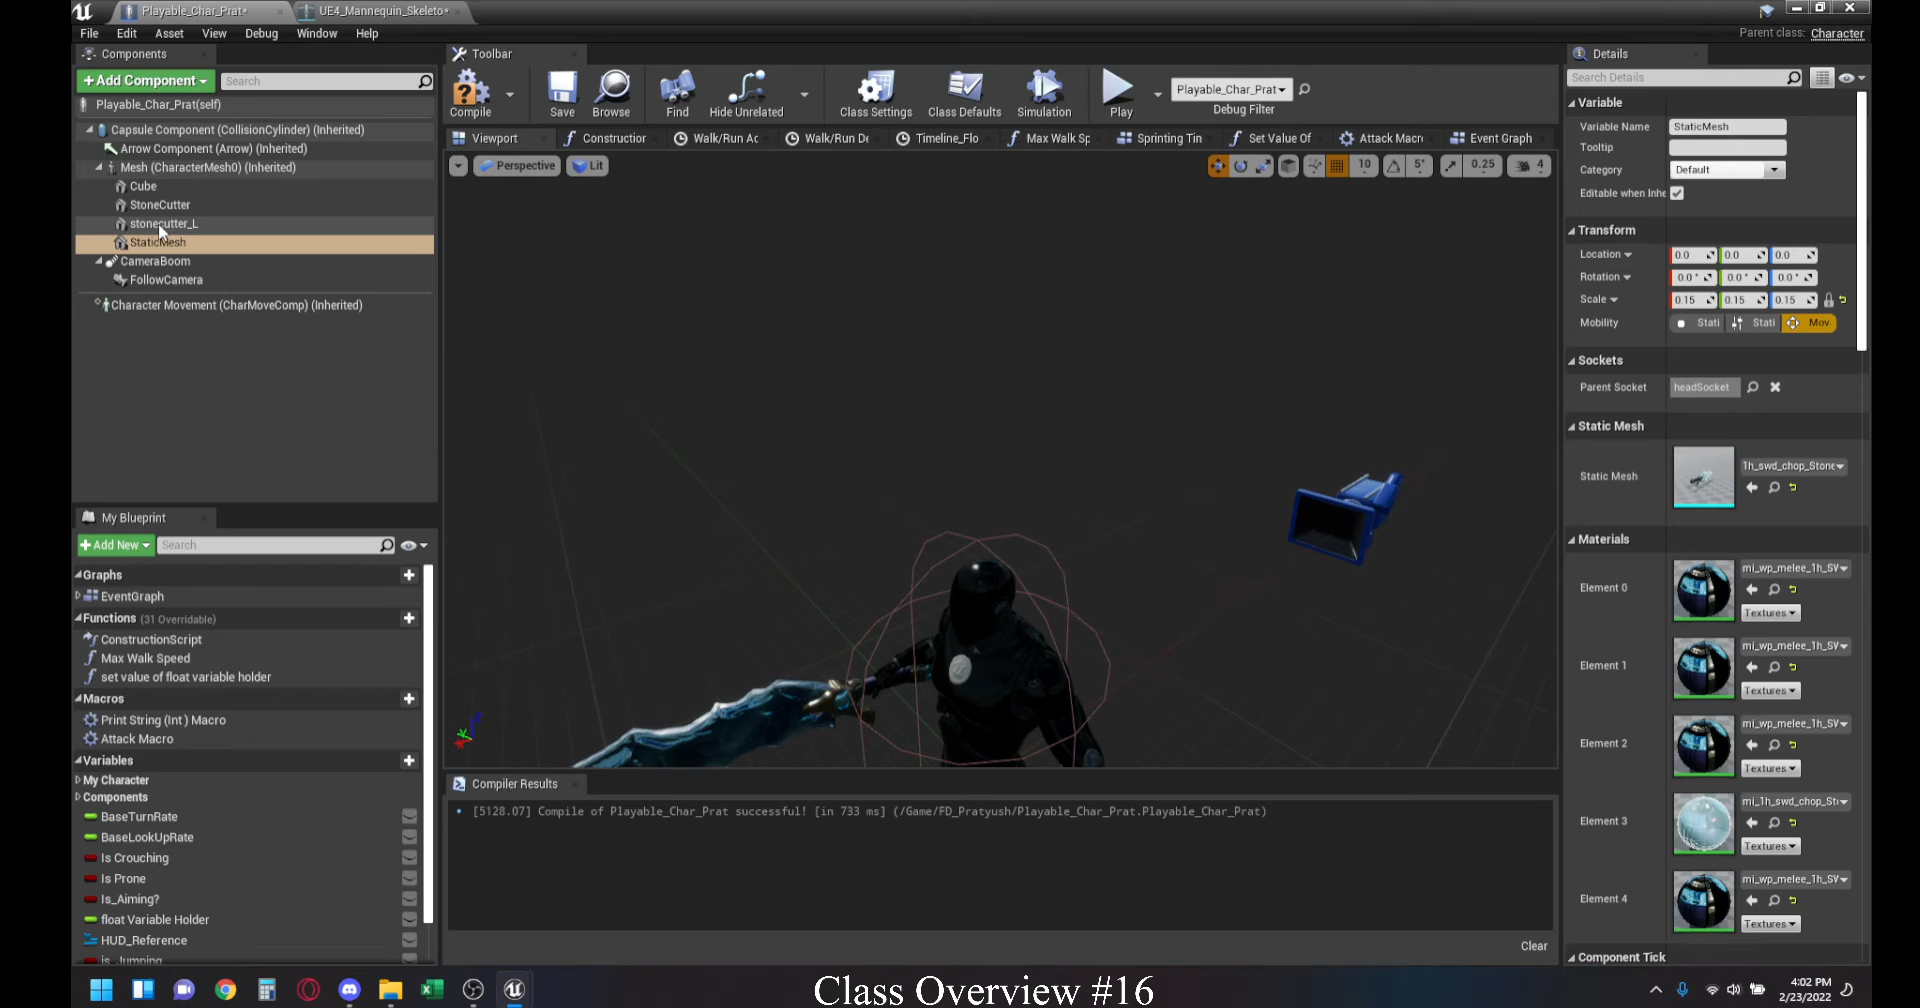 Playable_Char_Prat*
UE4_Mannequin_Skeleto*
File Edit Asset View Debug Window Help
Parent class: Character
Components
+Add Component
Search
Playable_Char_Prat(self)
Capsule Component (CollisionCylinder) (Inherited)
Arrow Component (Arrow) (Inherited)
Mesh (CharacterMesh0) (Inherited)
Cube
StoneCutter
stonecutter_L
StaticMesh
CameraBoom
FollowCamera
Character Movement (CharMoveComp) (Inherited)
My Blueprint
+Add New
Search
Graphs
EventGraph
Functions (31 Overridable)
ConstructionScript
Max Walk Speed
set value of float variable holder
Macros
Print String (Int ) Macro
Attack Macro
Variables
My Character
Components
BaseTurnRate
BaseLookUpRate
Is Crouching
Is Prone
Is_Aiming?
float Variable Holder
HUD_Reference
is_Jumping
Toolbar
Compile
Save
Browse
Find
Hide Unrelated
Class Settings
Class Defaults
Simulation
Play
Playable_Char_Prat
Debug Filter
Viewport
Constructior
Walk/Run Ac
Walk/Run De
Timeline_Flo
Max Walk Sp
Sprinting Tin
Set Value Of
Attack Macro
Event Graph
Perspective
Lit
10
5°
0.25
4
Compiler Results
[5128.07] Compile of Playable_Char_Prat successful! [in 733 ms] (/Game/FD_Pratyush/Playable_Char_Prat.Playable_Char_Prat)
Clear
Details
Search Details
Variable
Variable Name StaticMesh
Tooltip
Category Default
Editable when Inhe
Transform
Location 0.0 0.0 0.0
Rotation 0.0° 0.0° 0.0°
Scale 0.15 0.15 0.15
Mobility Stati Stati Mov
Sockets
Parent Socket headSocket
Static Mesh
Static Mesh 1h_swd_chop_Stone
Materials
Element 0 mi_wp_melee_1h_SV
Textures
Element 1 mi_wp_melee_1h_SV
Textures
Element 2 mi_wp_melee_1h_SV
Textures
Element 3 mi_1h_swd_chop_Sto
Textures
Element 4 mi_wp_melee_1h_SV
Textures
Component Tick
Class Overview #16
4:02 PM
2/23/2022